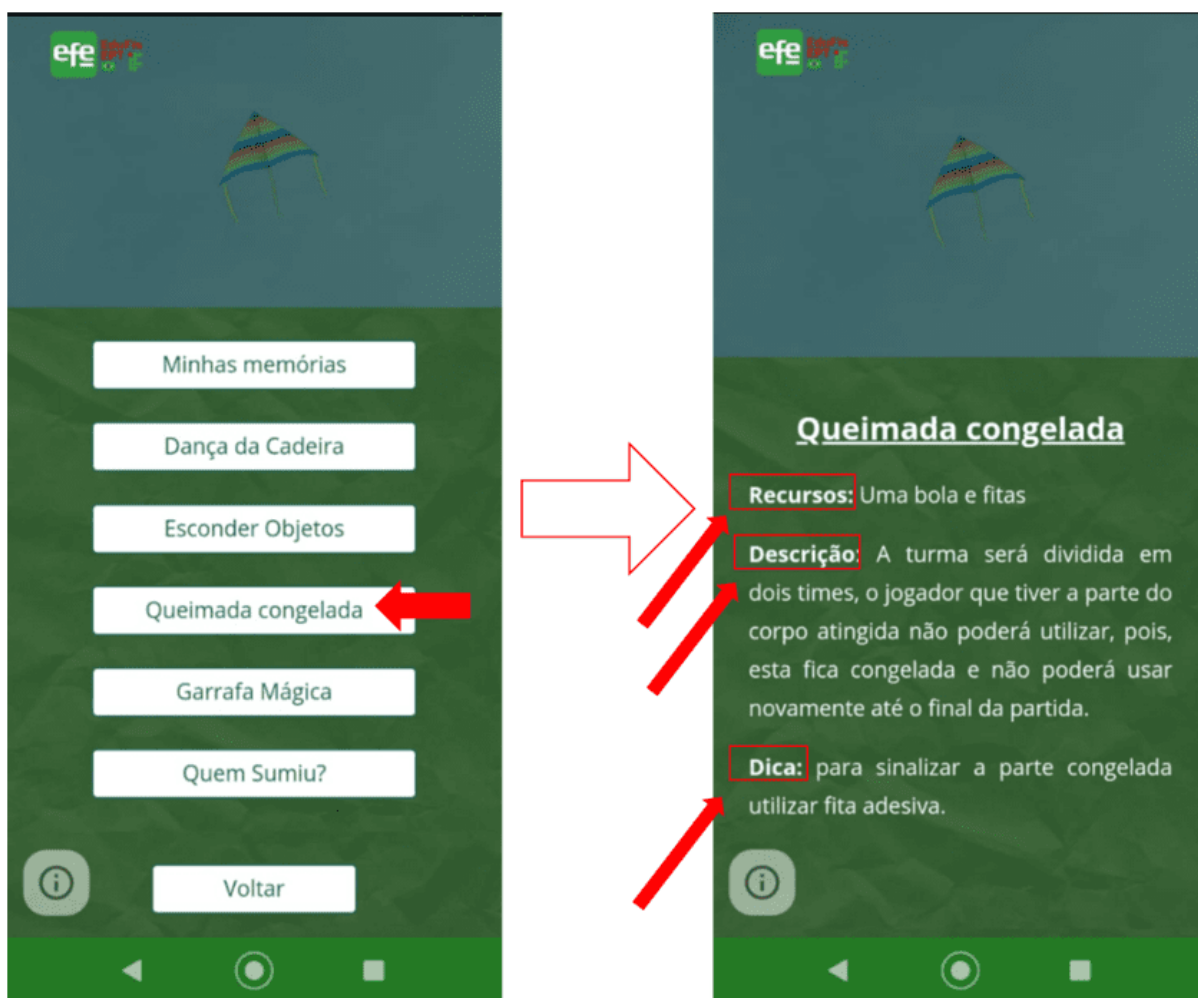 efe
Minhas memórias
Dança da Cadeira
Esconder Objetos
Queimada congelada
Garrafa Mágica
Quem Sumiu?
Voltar
efe
Queimada congelada
Recursos: Uma bola e fitas
Descrição: A turma será dividida em
dois times, o jogador que tiver a parte do
corpo atingida não poderá utilizar, pois,
esta fica congelada e não poderá usar
novamente até o final da partida.
Dica: para sinalizar a parte congelada
utilizar fita adesiva.